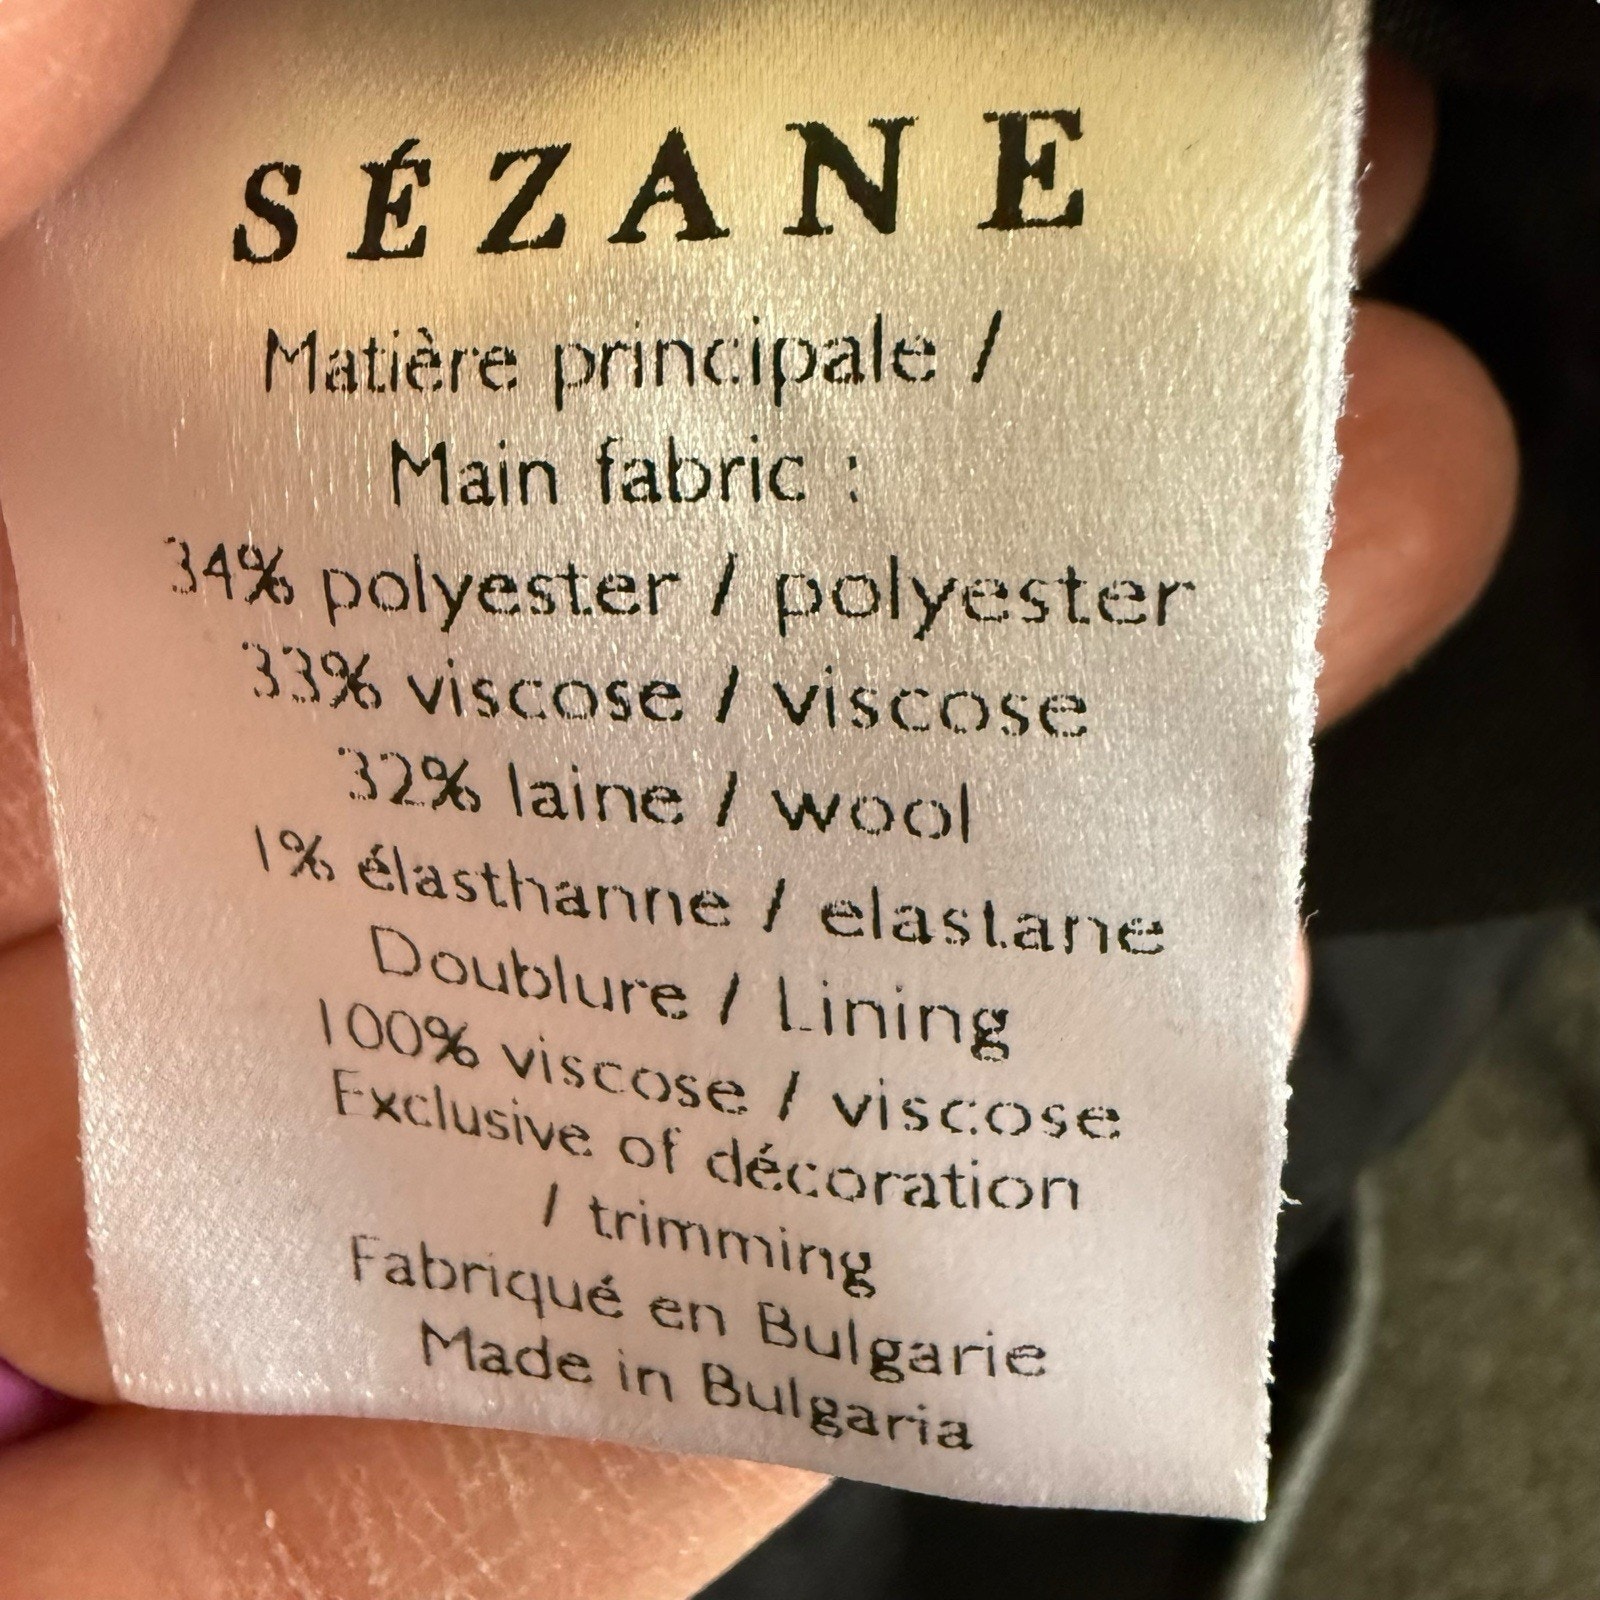 SÉZANE
Matière principale /
Main fabric :
34% polyester / polyester
33% viscose / viscose
32% laine / wool
1% élasthanne / elastane
Doublure / Lining
100% viscose / viscose
Exclusive of décoration
/ trimming
Fabriqué en Bulgarie
Made in Bulgaria